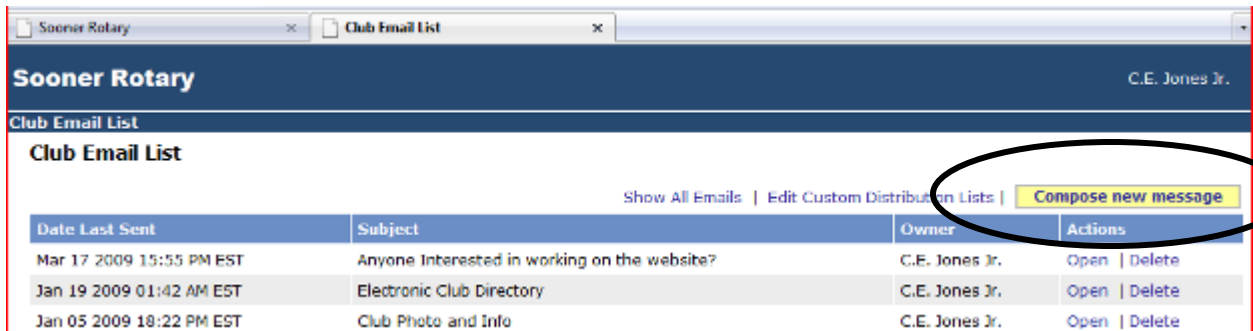 Sooner Rotary × Club Email List ×
Sooner Rotary C.E. Jones Jr.
Club Email List
Club Email List
Show All Emails | Edit Custom Distribution Lists | Compose new message
Date Last Sent Subject Owner Actions
Mar 17 2009 15:55 PM EST Anyone Interested in working on the website? C.E. Jones Jr. Open | Delete
Jan 19 2009 01:42 AM EST Electronic Club Directory C.E. Jones Jr. Open | Delete
Jan 05 2009 18:22 PM EST Club Photo and Info C.E. Jones Jr. Open | Delete